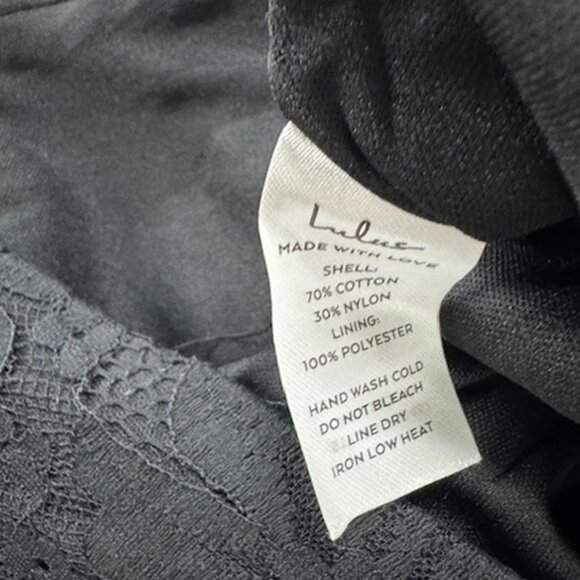 Lulus
MADE WITH LOVE
SHELL:
70% COTTON
30% NYLON
LINING:
100% POLYESTER
HAND WASH COLD
DO NOT BLEACH
LINE DRY
IRON LOW HEAT